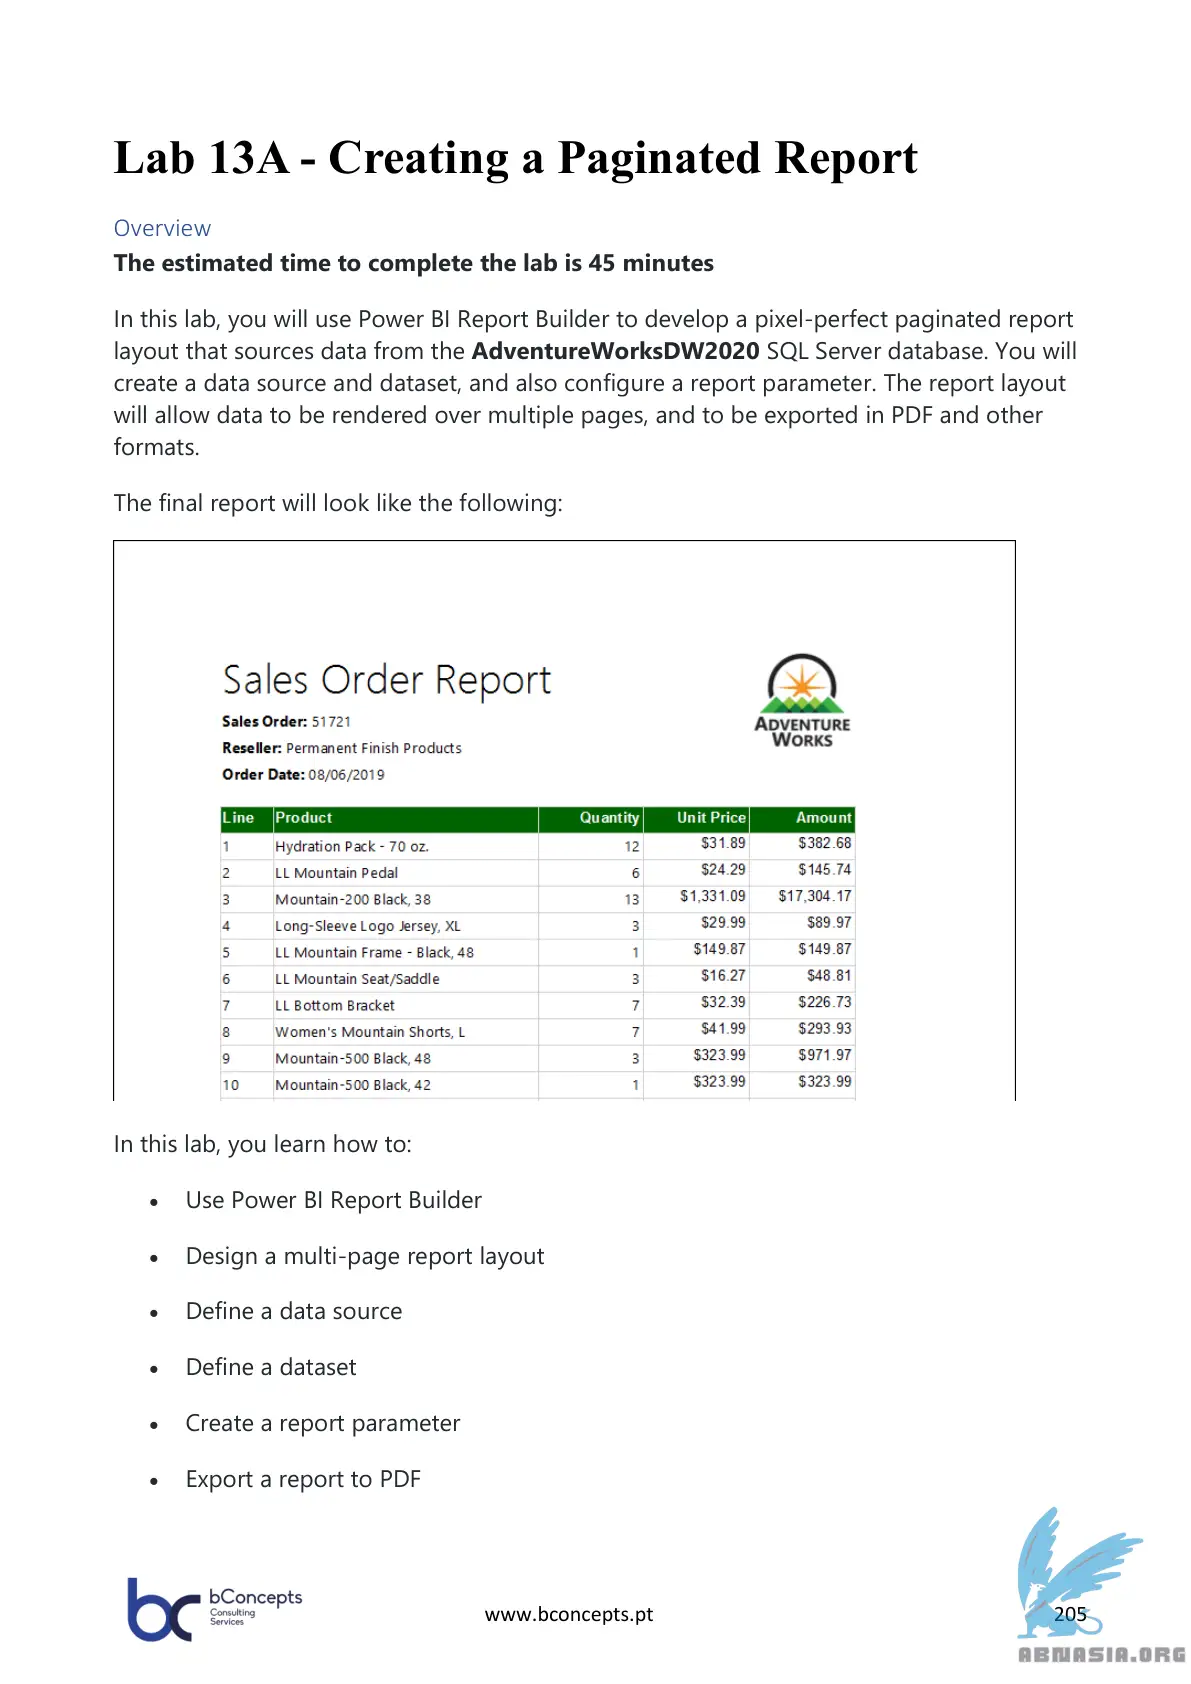 Lab 13A - Creating a Paginated Report
Overview
The estimated time to complete the lab is 45 minutes
In this lab, you will use Power BI Report Builder to develop a pixel-perfect paginated report
layout that sources data from the AdventureWorksDW2020 SQL Server database. You will
create a data source and dataset, and also configure a report parameter. The report layout
will allow data to be rendered over multiple pages, and to be exported in PDF and other
formats.
The final report will look like the following:
Sales Order Report
ADVENTURE
WORKS
Sales Order: 51721
Reseller: Permanent Finish Products
Order Date: 08/06/2019
Line Product Quantity Unit Price Amount
1 Hydration Pack - 70 oz. 12 $31.89 $382.68
2 LL Mountain Pedal 6 $24.29 $145.74
3 Mountain-200 Black, 38 13 $1,331.09 $17,304.17
4 Long-Sleeve Logo Jersey, XL 3 $29.99 $89.97
5 LL Mountain Frame - Black, 48 1 $149.87 $149.87
6 LL Mountain Seat/Saddle 3 $16.27 $48.81
7 LL Bottom Bracket 7 $32.39 $226.73
8 Women's Mountain Shorts, L 7 $41.99 $293.93
9 Mountain-500 Black, 48 3 $323.99 $971.97
10 Mountain-500 Black, 42 1 $323.99 $323.99
In this lab, you learn how to:
• Use Power BI Report Builder
• Design a multi-page report layout
• Define a data source
• Define a dataset
• Create a report parameter
• Export a report to PDF
bc bConcepts
Consulting
Services
www.bconcepts.pt
205
ABNASIA.ORG